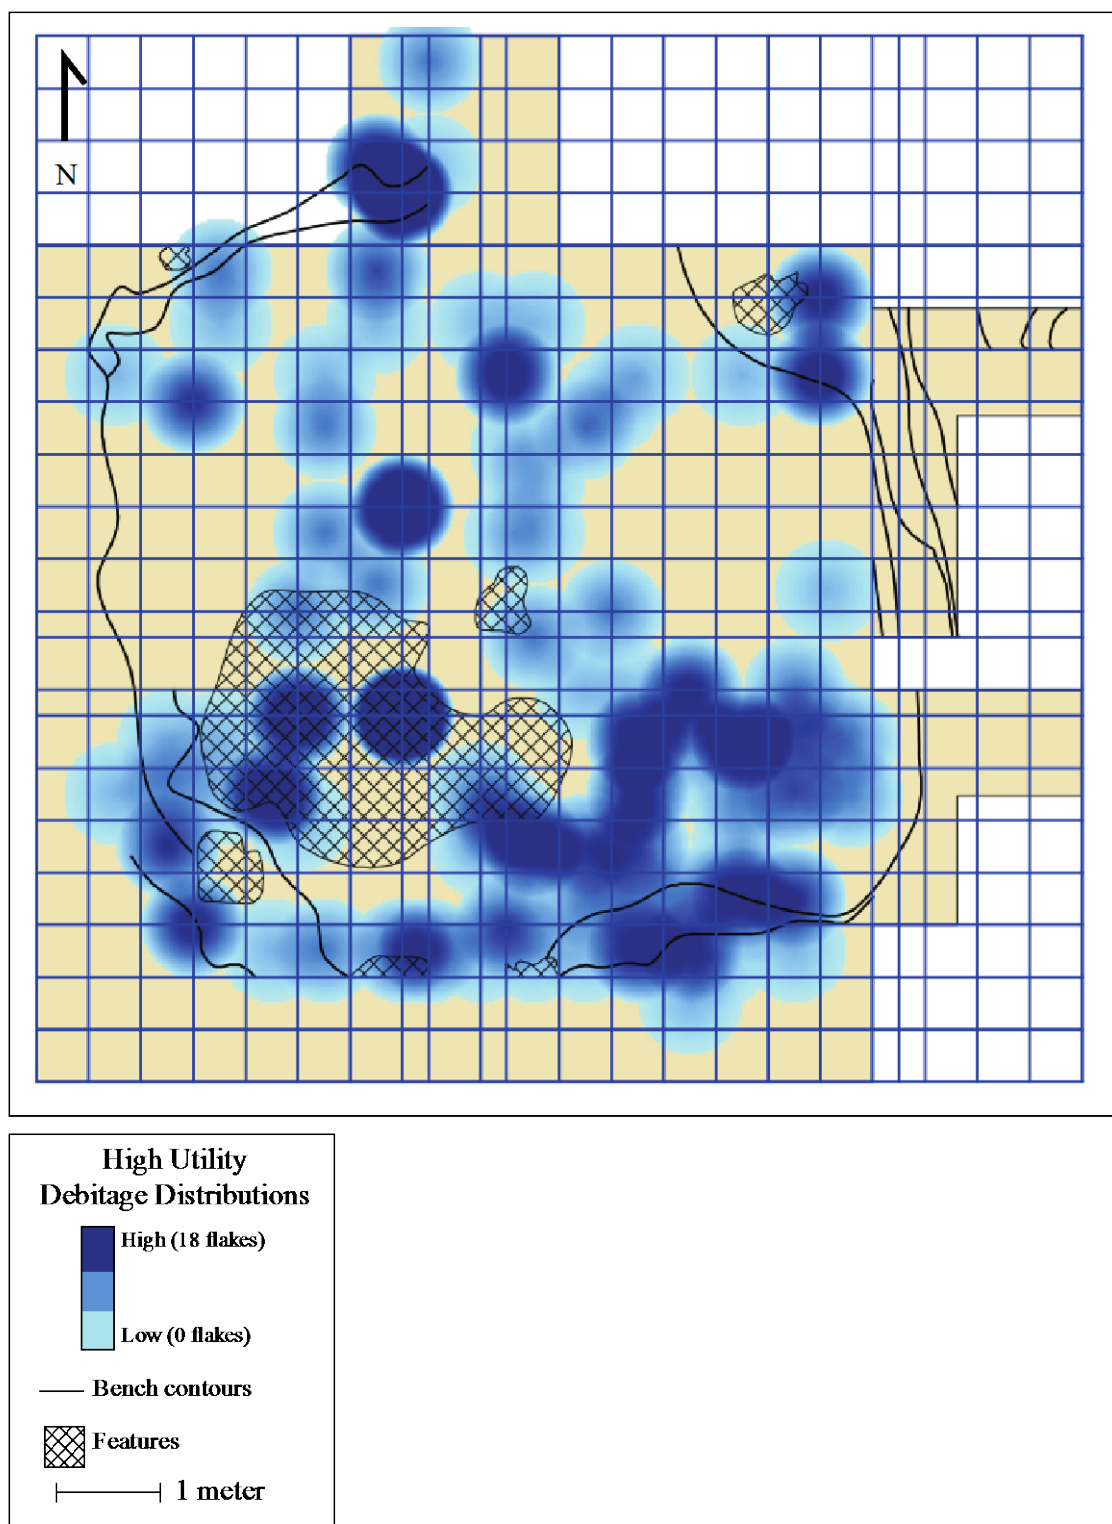 N
High Utility
Debitage Distributions
High (18 flakes)
Low (0 flakes)
Bench contours
Features
1 meter